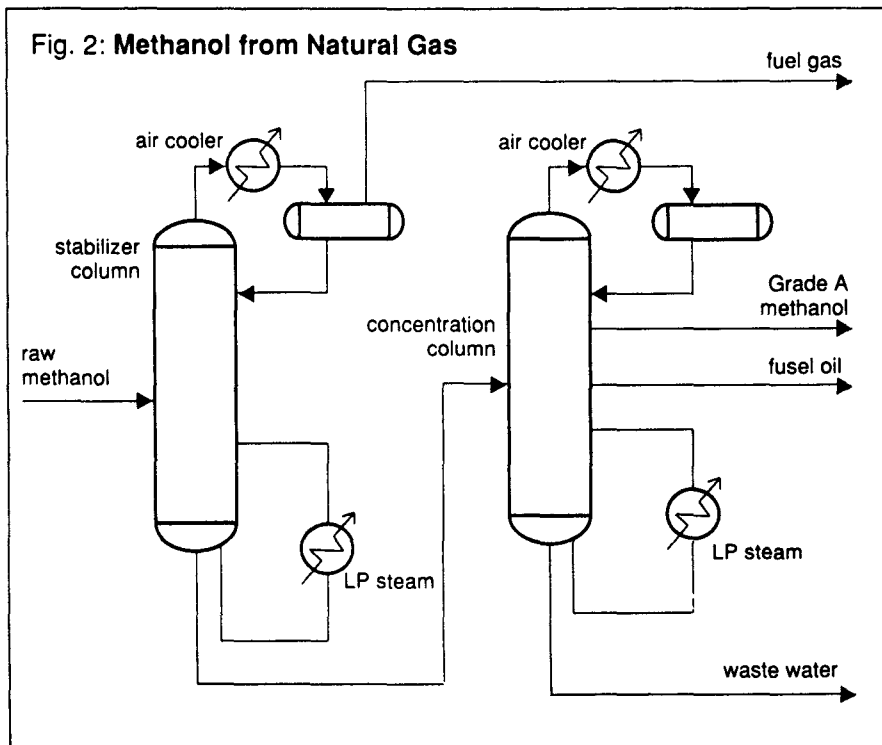 Fig. 2: Methanol from Natural Gas
fuel gas
air cooler
air cooler
stabilizer
column
Grade A
methanol
concentration
column
raw
methanol
fusel oil
LP steam
LP steam
waste water